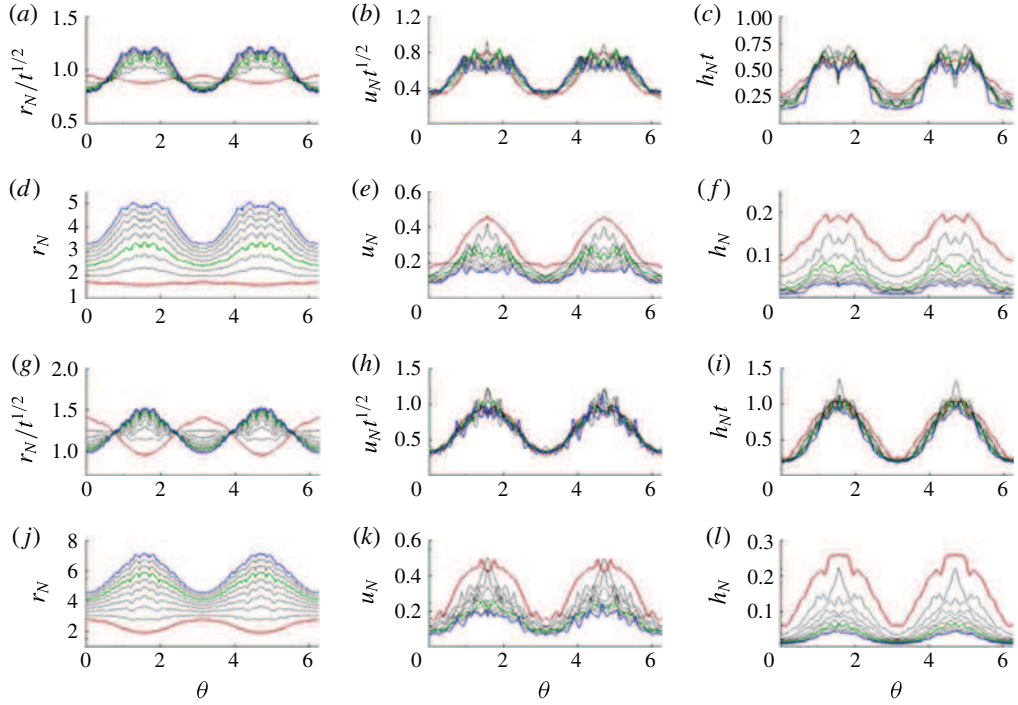 (a) 1.5 1.0 0.5 r_N/t^{1/2} 0 2 4 6
(b) 1.2 0.8 0.4 0 u_N t^{1/2} 2 4 6
(c) 1.00 0.75 0.50 0.25 0 h_N t 2 4 6
(d) 5 4 3 2 1 r_N 0 2 4 6
(e) 0.6 0.4 0.2 0 u_N 2 4 6
(f) 0.2 0.1 0 h_N 2 4 6
(g) 2.0 1.5 1.0 r_N/t^{1/2} 0 2 4 6
(h) 1.5 1.0 0.5 0 u_N t^{1/2} 2 4 6
(i) 1.5 1.0 0.5 0 h_N t 2 4 6
(j) 8 6 4 2 r_N 0 2 4 6
(k) 0.6 0.4 0.2 0 u_N 2 4 6
(l) 0.3 0.2 0.1 0 h_N 2 4 6
θ θ θ